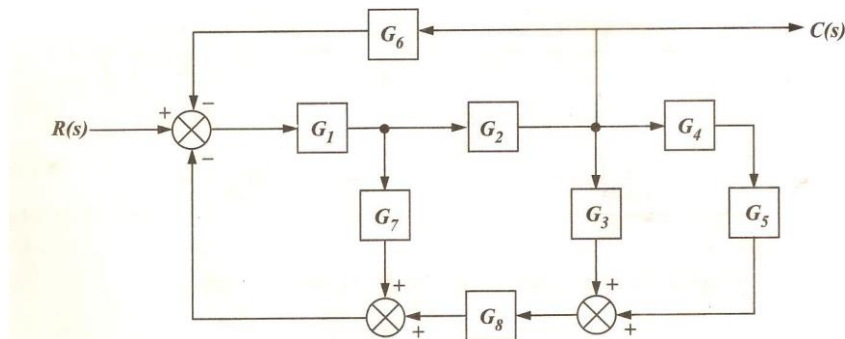 G6
C(s)
−
+
R(s)
G1
G2
G4
−
G7
G3
G5
+
+
+
G8
+